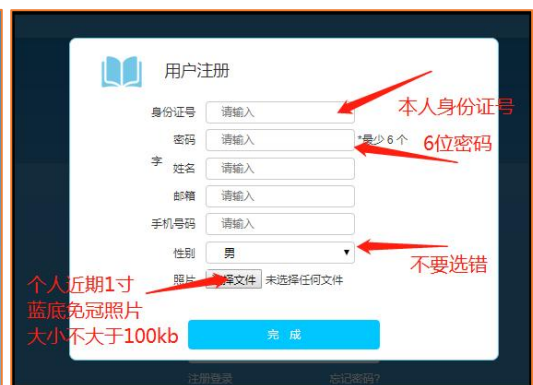 用户注册
身份证号 请输入
本人身份证号
密码 请输入 *最少 6 个
字
6位密码
姓名 请输入
邮箱 请输入
手机号码 请输入
性别 男
不要选错
照片 选择文件 未选择任何文件
个人近期1寸
蓝底免冠照片
大小不大于100kb
完 成
注册登录 忘记密码?